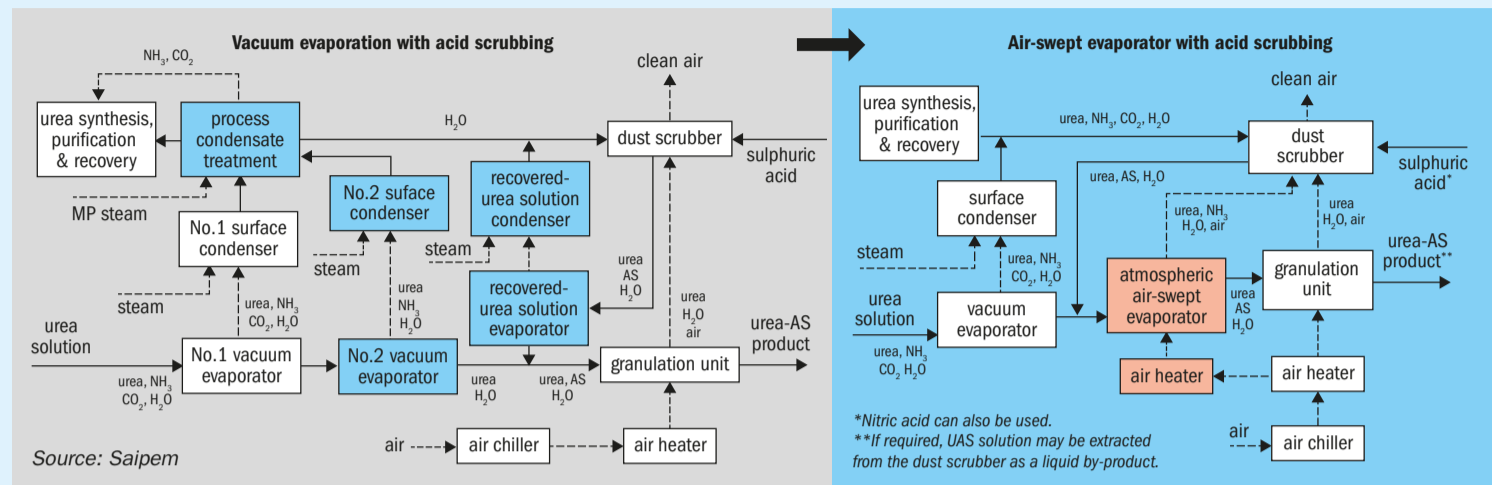 Vacuum evaporation with acid scrubbing
NH₃, CO₂
clean air
urea synthesis,
purification
& recovery
process
condensate
treatment
H₂O
dust scrubber
sulphuric
acid
MP steam
No.2 suface
condenser
recovered-
urea solution
condenser
No.1 surface
condenser
steam
steam
steam
urea
AS
H₂O
recovered-
urea solution
evaporator
urea, NH₃
CO₂, H₂O
urea
NH₃
H₂O
urea
H₂O
air
urea
solution
urea-AS
product
No.1 vacuum
evaporator
No.2 vacuum
evaporator
granulation unit
urea, NH₃
CO₂, H₂O
urea
H₂O
urea, AS
H₂O
air
air chiller
air heater
Source: Saipem
Air-swept evaporator with acid scrubbing
clean air
urea synthesis,
purification
& recovery
urea, NH₃, CO₂, H₂O
dust
scrubber
sulphuric
acid*
urea, AS, H₂O
surface
condenser
urea, NH₃
H₂O, air
urea
H₂O, air
steam
urea, NH₃
CO₂, H₂O
urea-AS
product**
atmospheric
air-swept
evaporator
granulation
unit
urea
AS
H₂O
urea
solution
vacuum
evaporator
urea, NH₃
CO₂ H₂O
air heater
air heater
*Nitric acid can also be used.
**If required, UAS solution may be extracted
from the dust scrubber as a liquid by-product.
air
air chiller